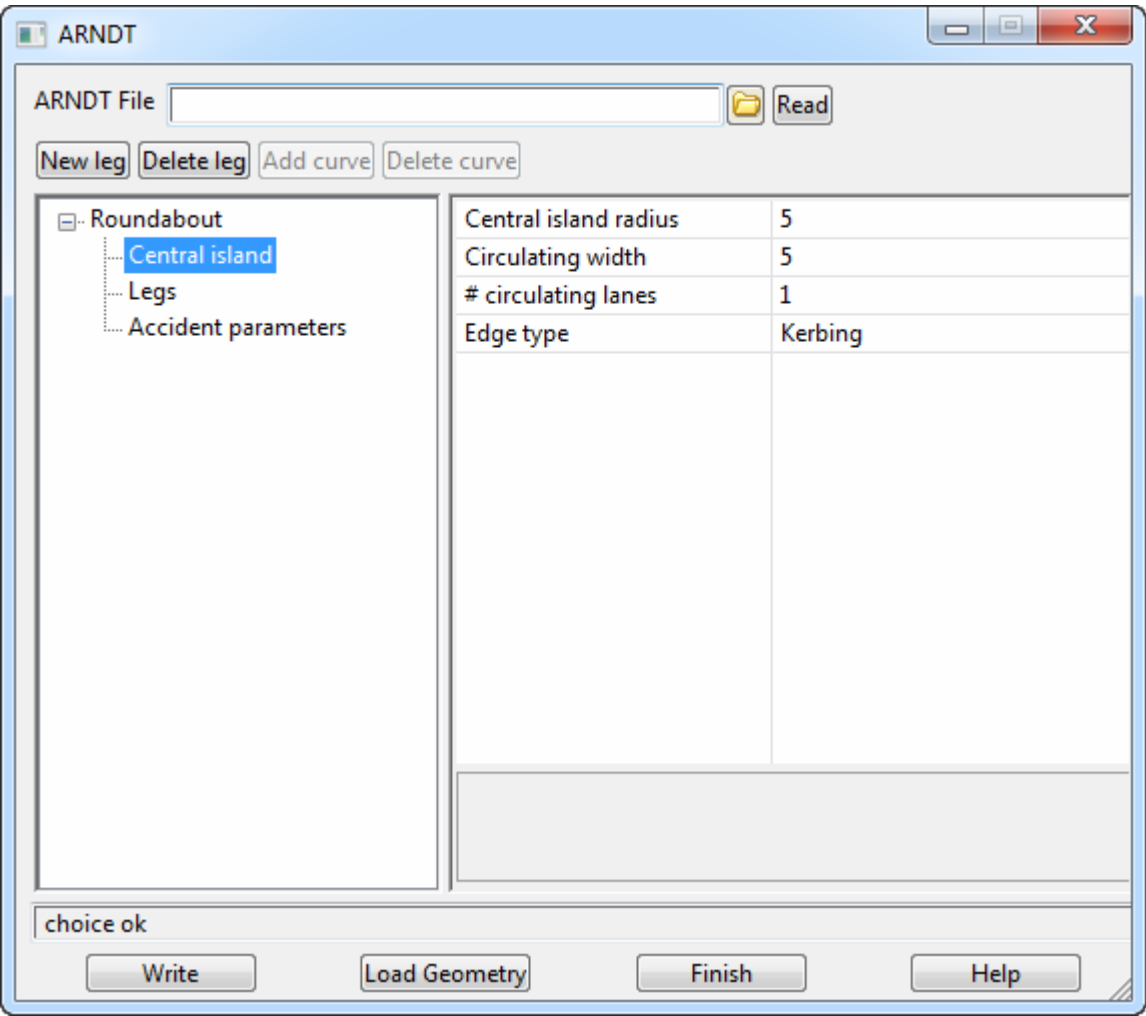 ARNDT
ARNDT File
Read
New leg Delete leg Add curve Delete curve
Roundabout
Central island
Legs
Accident parameters
Central island radius 5
Circulating width 5
# circulating lanes 1
Edge type Kerbing
choice ok
Write Load Geometry Finish Help